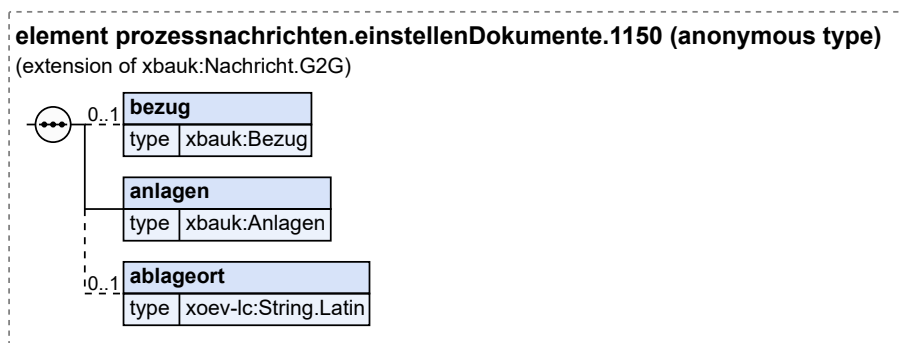 element prozessnachrichten.einstellenDokumente.1150 (anonymous type)
(extension of xbauk:Nachricht.G2G)
0..1 bezug
type xbauk:Bezug
anlagen
type xbauk:Anlagen
0..1 ablageort
type xoev-lc:String.Latin